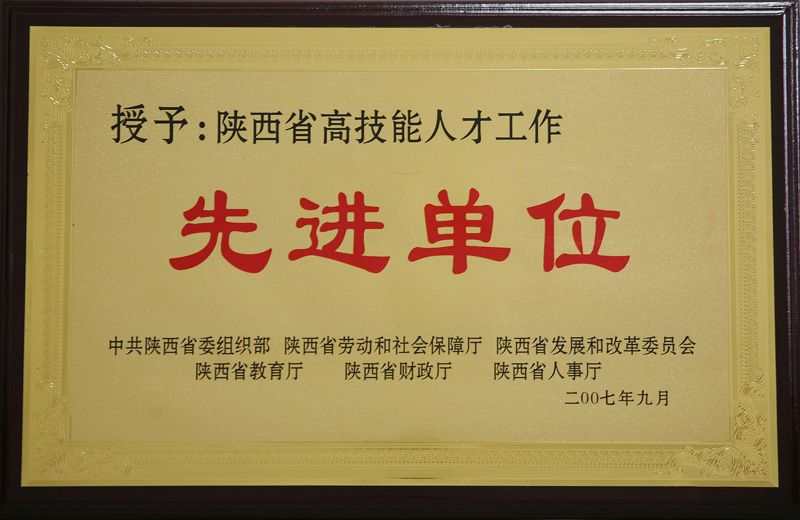 授予：陕西省高技能人才工作
先进单位
中共陕西省委组织部 陕西省劳动和社会保障厅 陕西省发展和改革委员会
陕西省教育厅 陕西省财政厅 陕西省人事厅
二00七年九月